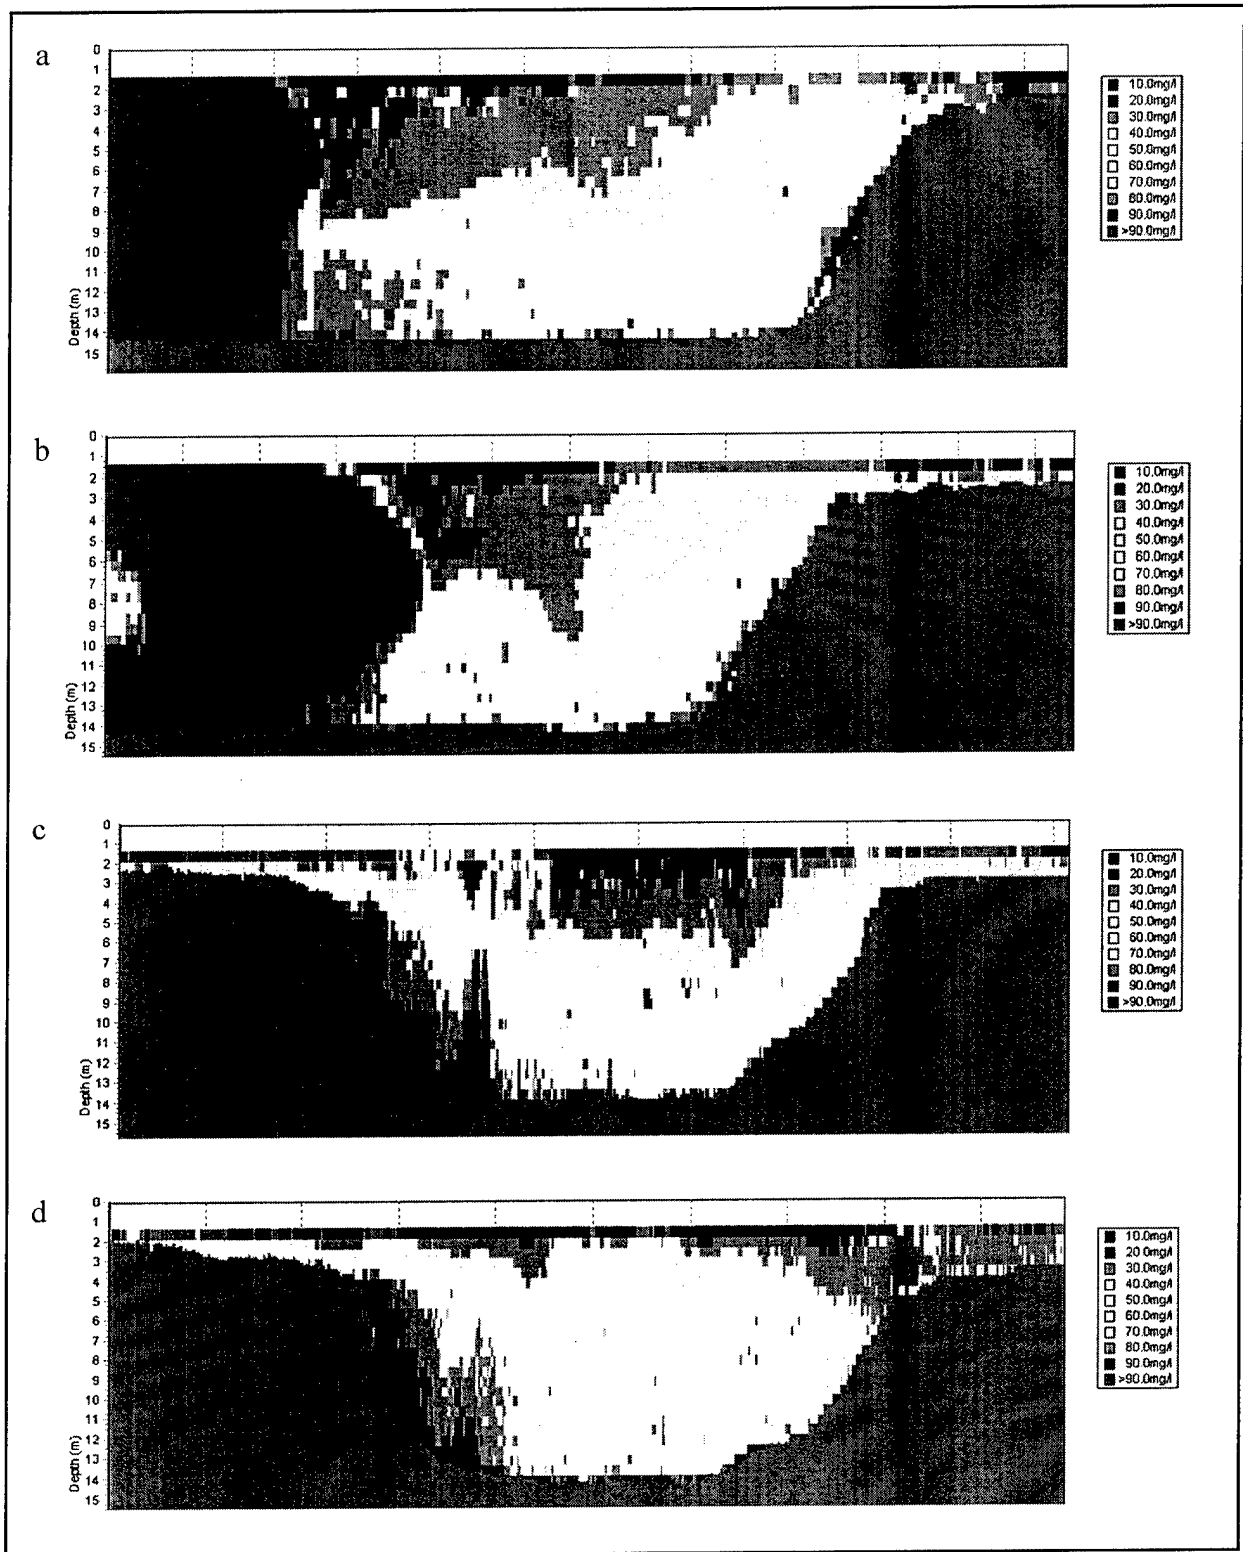 a
0
1
2
3
4
5
6
7
8
9
10
11
12
13
14
15
Depth (m)
10.0mg/l
20.0mg/l
30.0mg/l
40.0mg/l
50.0mg/l
60.0mg/l
70.0mg/l
80.0mg/l
90.0mg/l
>90.0mg/l
b
0
1
2
3
4
5
6
7
8
9
10
11
12
13
14
15
Depth (m)
10.0mg/l
20.0mg/l
30.0mg/l
40.0mg/l
50.0mg/l
60.0mg/l
70.0mg/l
80.0mg/l
90.0mg/l
>90.0mg/l
c
0
1
2
3
4
5
6
7
8
9
10
11
12
13
14
15
Depth (m)
10.0mg/l
20.0mg/l
30.0mg/l
40.0mg/l
50.0mg/l
60.0mg/l
70.0mg/l
80.0mg/l
90.0mg/l
>90.0mg/l
d
0
1
2
3
4
5
6
7
8
9
10
11
12
13
14
15
Depth (m)
10.0mg/l
20.0mg/l
30.0mg/l
40.0mg/l
50.0mg/l
60.0mg/l
70.0mg/l
80.0mg/l
90.0mg/l
>90.0mg/l